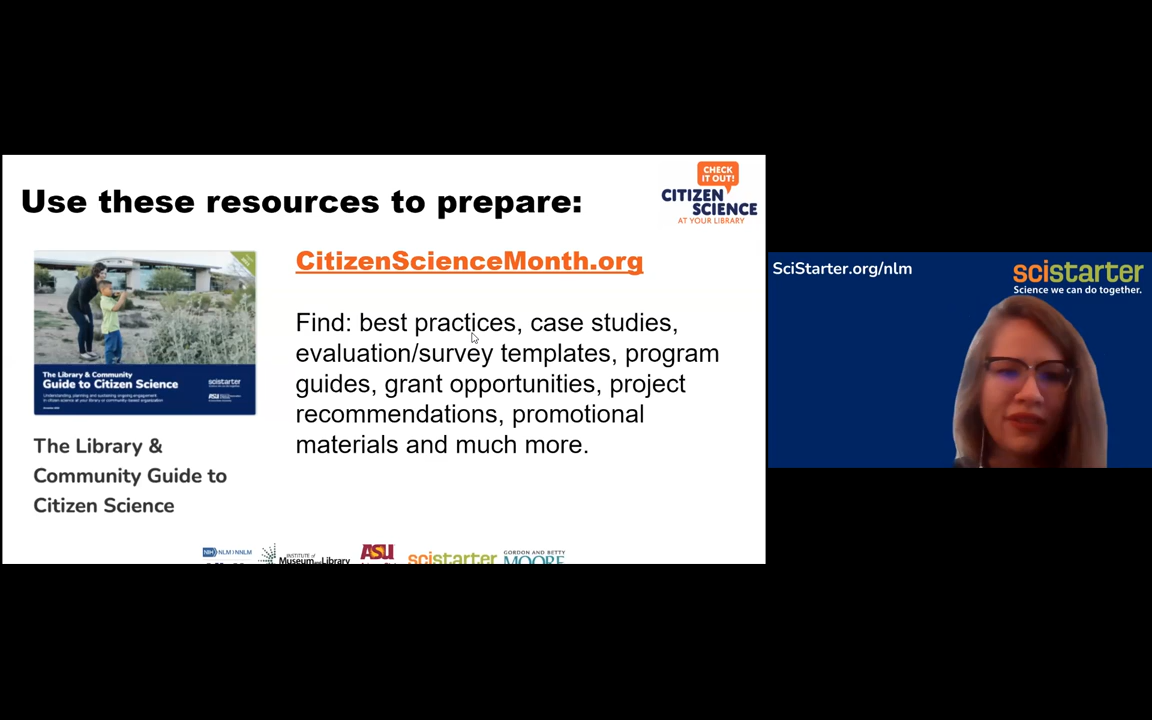 Use these resources to prepare:
CHECK
IT OUT!
CITIZEN
SCIENCE
AT YOUR LIBRARY
CitizenScienceMonth.org
Find: best practices, case studies,
evaluation/survey templates, program
guides, grant opportunities, project
recommendations, promotional
materials and much more.
The Library & Community
Guide to Citizen Science
Understanding, planning and sustaining ongoing engagement
in citizen science at your library or community-based organization
scistarter
ASU
The Library &
Community Guide to
Citizen Science
NIH NLM NNLM
INSTITUTE of
Museum and Library
ASU
scistarter
GORDON AND BETTY
MOORE
SciStarter.org/nlm
scistarter
Science we can do together.